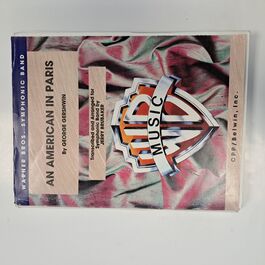 WARNER BROS. SYMPHONIC BAND
AN AMERICAN IN PARIS
By GEORGE GERSHWIN
Transcribed and Arranged for
Symphonic Band by
JERRY BRUBAKER
WB
MUSIC
CPP/Belwin, Inc.